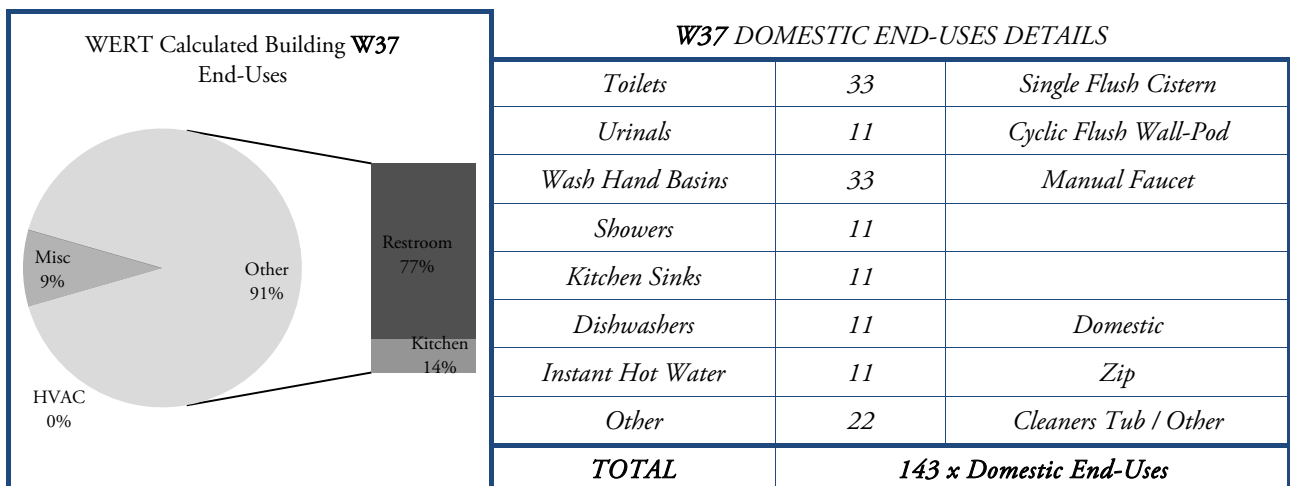 WERT Calculated Building W37
End-Uses
Misc
9%
Other
91%
HVAC
0%
Restroom
77%
Kitchen
14%
W37 DOMESTIC END-USES DETAILS
Toilets 33 Single Flush Cistern
Urinals 11 Cyclic Flush Wall-Pod
Wash Hand Basins 33 Manual Faucet
Showers 11
Kitchen Sinks 11
Dishwashers 11 Domestic
Instant Hot Water 11 Zip
Other 22 Cleaners Tub / Other
TOTAL 143 x Domestic End-Uses